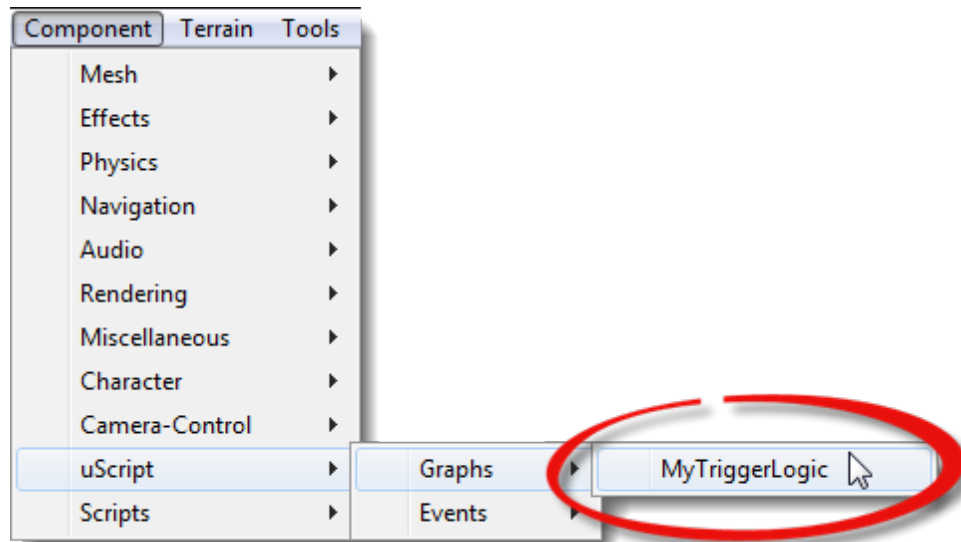 Component Terrain Tools
Mesh
Effects
Physics
Navigation
Audio
Rendering
Miscellaneous
Character
Camera-Control
uScript Graphs MyTriggerLogic
Scripts Events